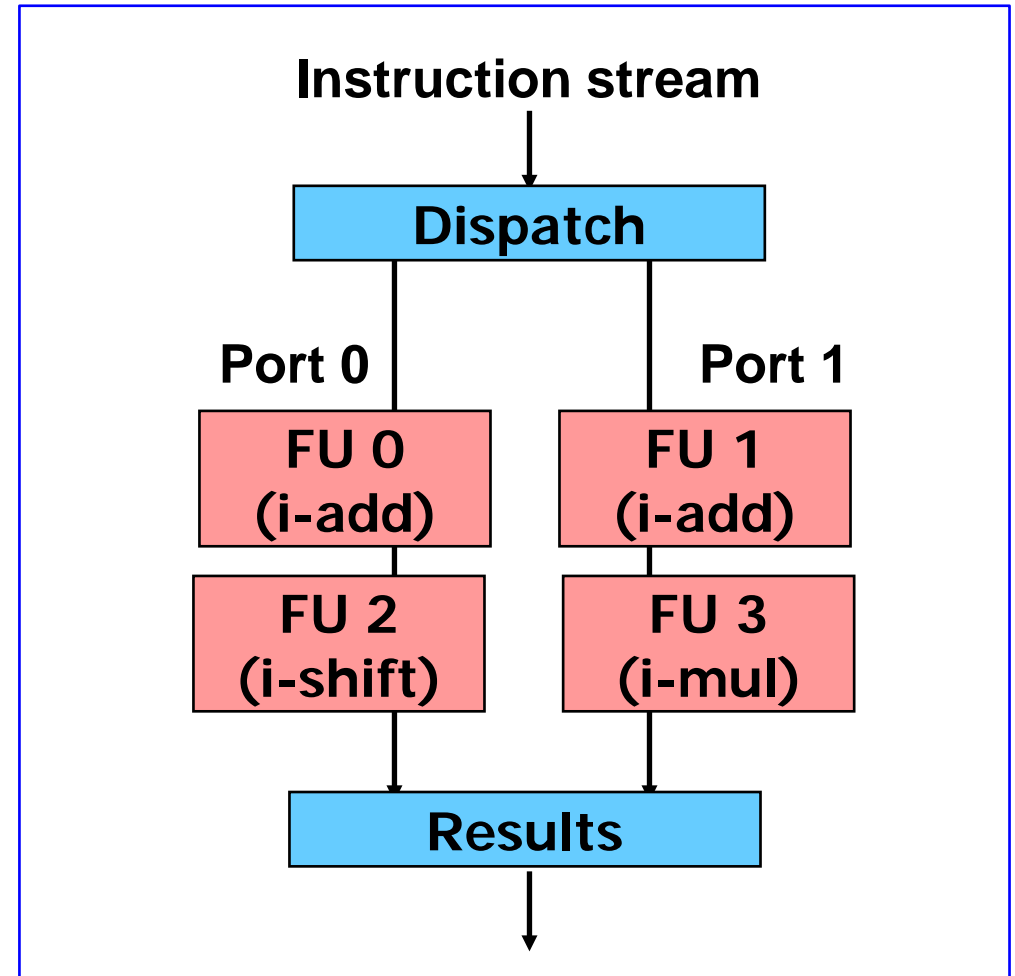 Instruction stream
Dispatch
Port 0
Port 1
FU 0
(i-add)
FU 1
(i-add)
FU 2
(i-shift)
FU 3
(i-mul)
Results